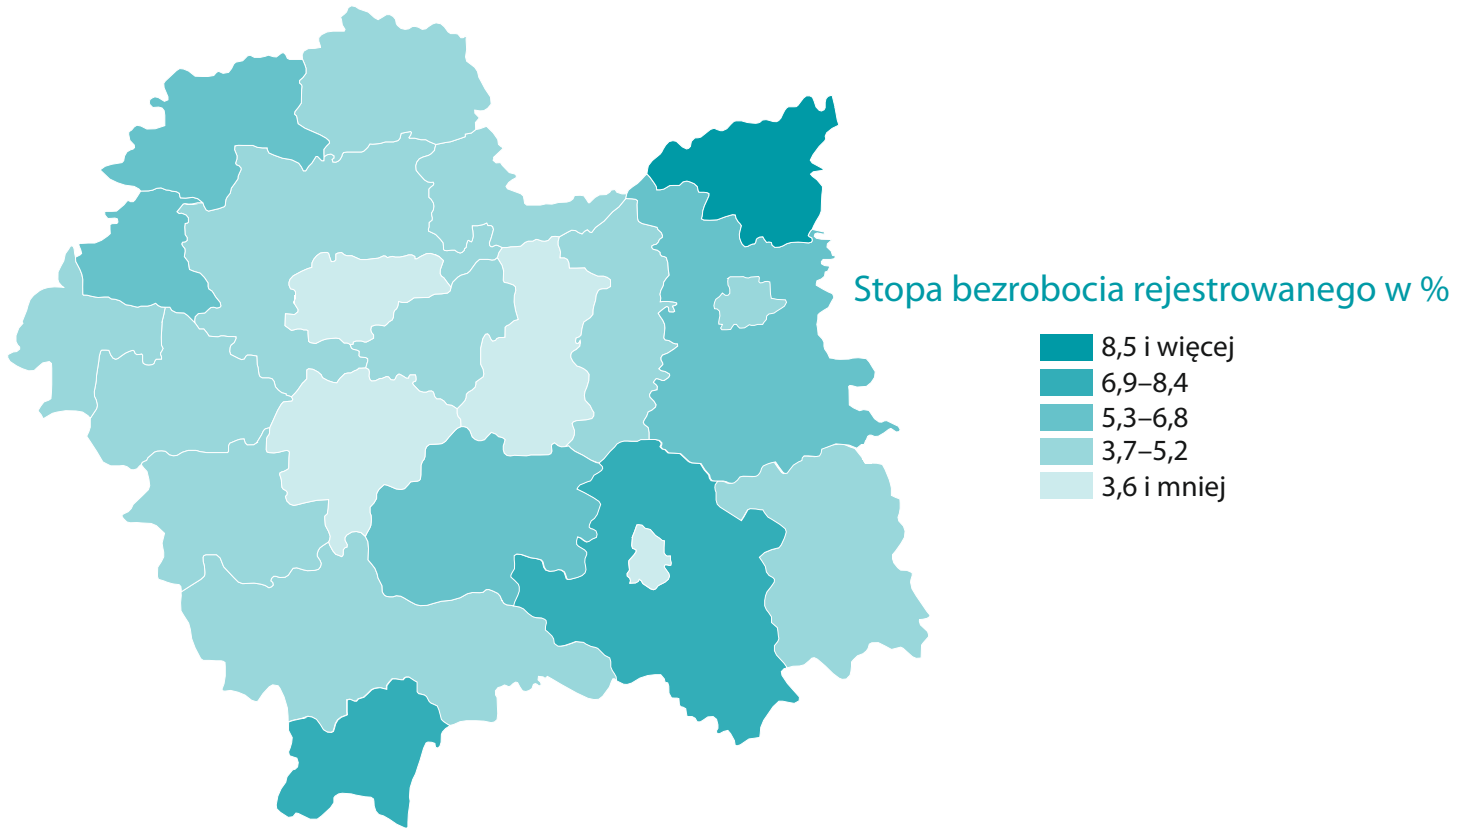 Stopa bezrobocia rejestrowanego w %
8,5 i więcej
6,9–8,4
5,3–6,8
3,7–5,2
3,6 i mniej